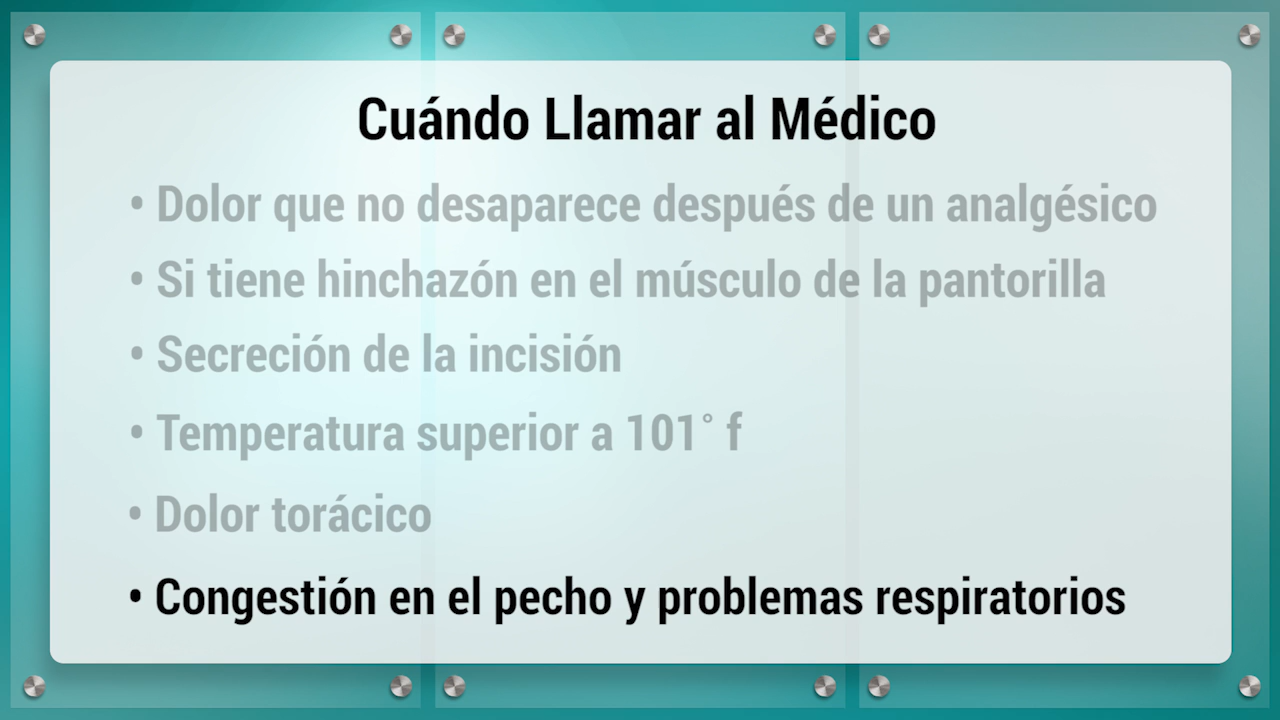 Cuándo Llamar al Médico
• Dolor que no desaparece después de un analgésico
• Si tiene hinchazón en el músculo de la pantorilla
• Secreción de la incisión
• Temperatura superior a 101° f
• Dolor torácico
• Congestión en el pecho y problemas respiratorios